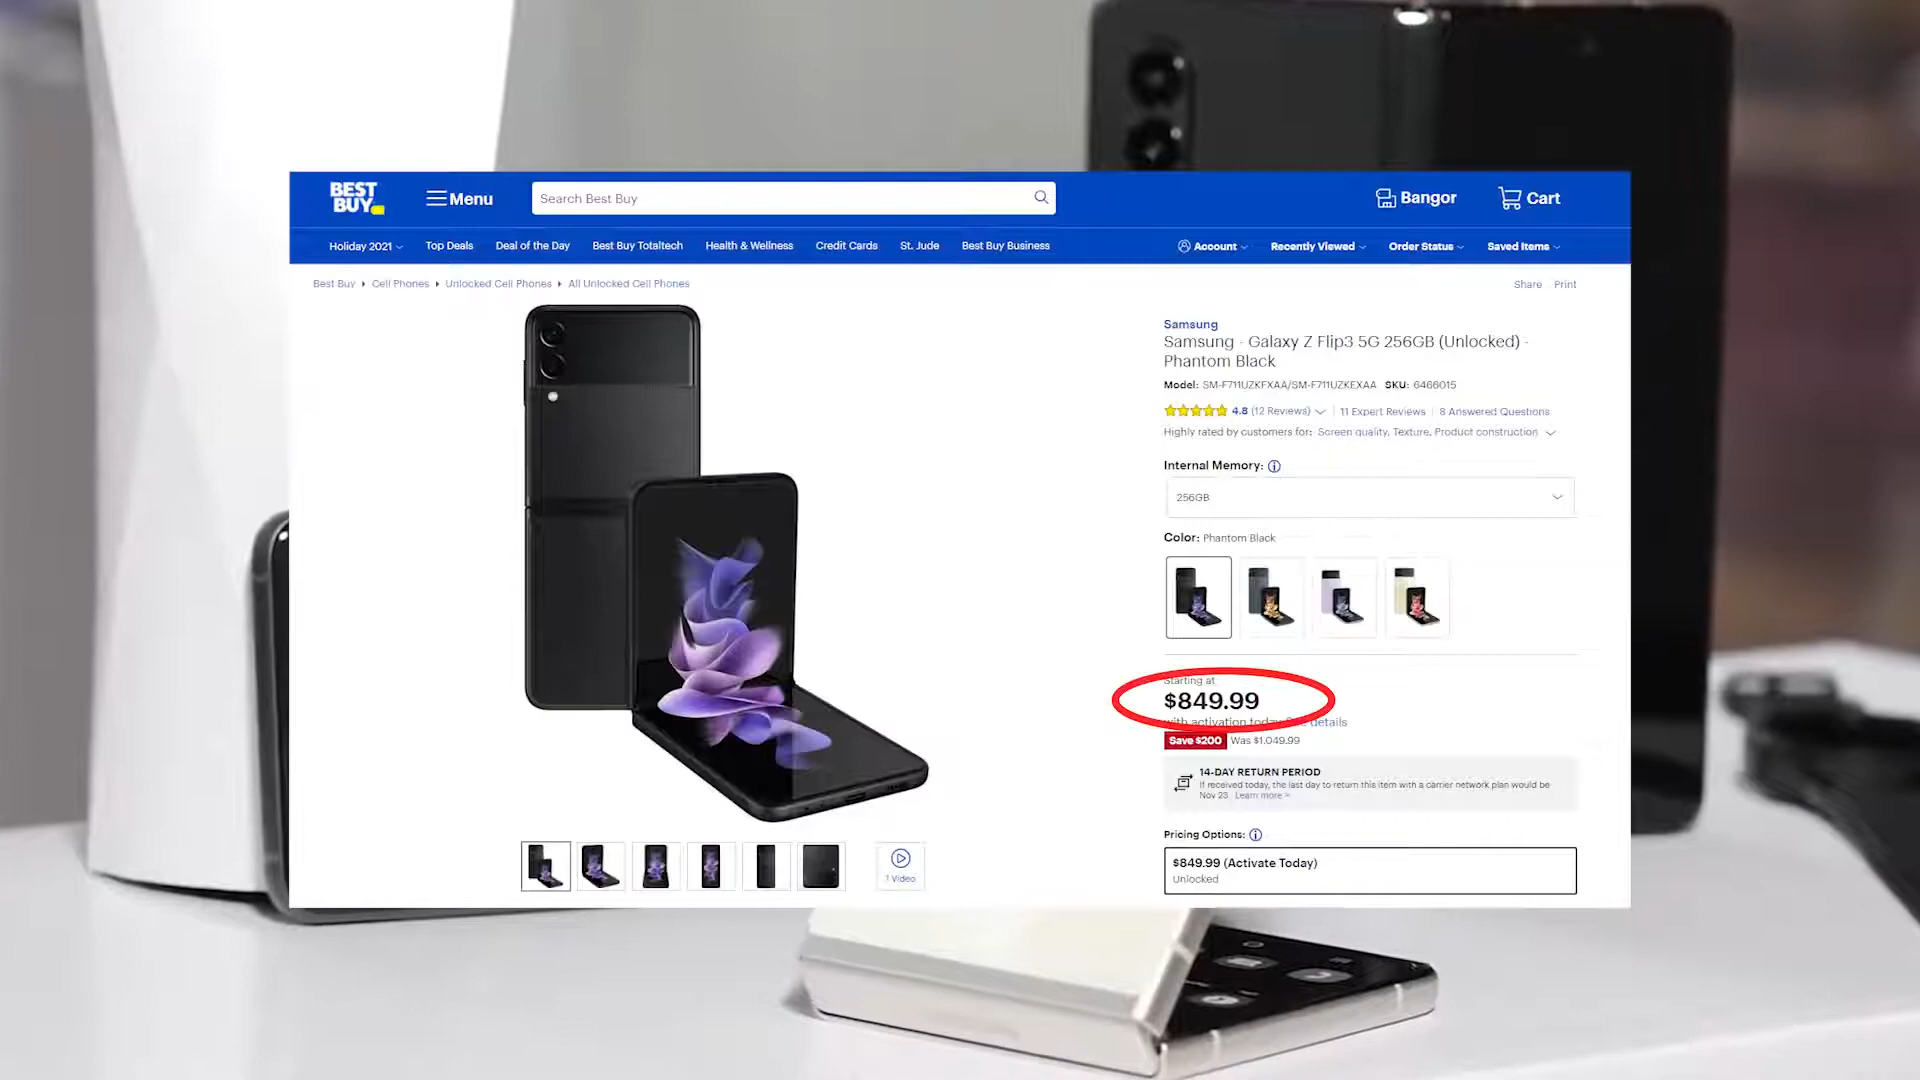 BEST
BUY
Menu
Search Best Buy
Bangor
Cart
Holiday 2021
Top Deals
Deal of the Day
Best Buy Totaltech
Health & Wellness
Credit Cards
St. Jude
Best Buy Business
Account
Recently Viewed
Order Status
Saved Items
Best Buy
Cell Phones
Unlocked Cell Phones
All Unlocked Cell Phones
Share
Print
Samsung
Samsung - Galaxy Z Flip3 5G 256GB (Unlocked) -
Phantom Black
Model: SM-F711UZKFXAA/SM-F711UZKEXAA SKU: 6466015
4.8 (12 Reviews)
11 Expert Reviews
8 Answered Questions
Highly rated by customers for: Screen quality, Texture, Product construction
Internal Memory:
256GB
Color: Phantom Black
Starting at
$849.99
with activation today details
Save $200 Was $1,049.99
14-DAY RETURN PERIOD
If received today, the last day to return this item with a carrier network plan would be
Nov 23 Learn more >
Pricing Options:
$849.99 (Activate Today)
Unlocked
1 Video